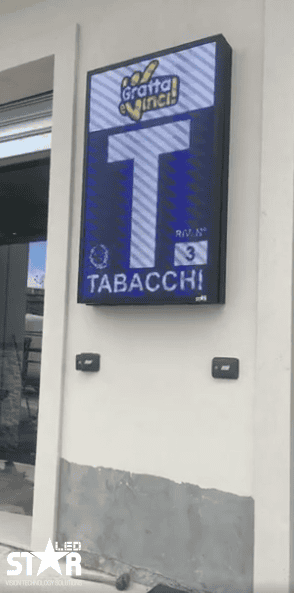 Gratta
e Vinci!
T
RIV. N°
3
TABACCHI
LED
STAR